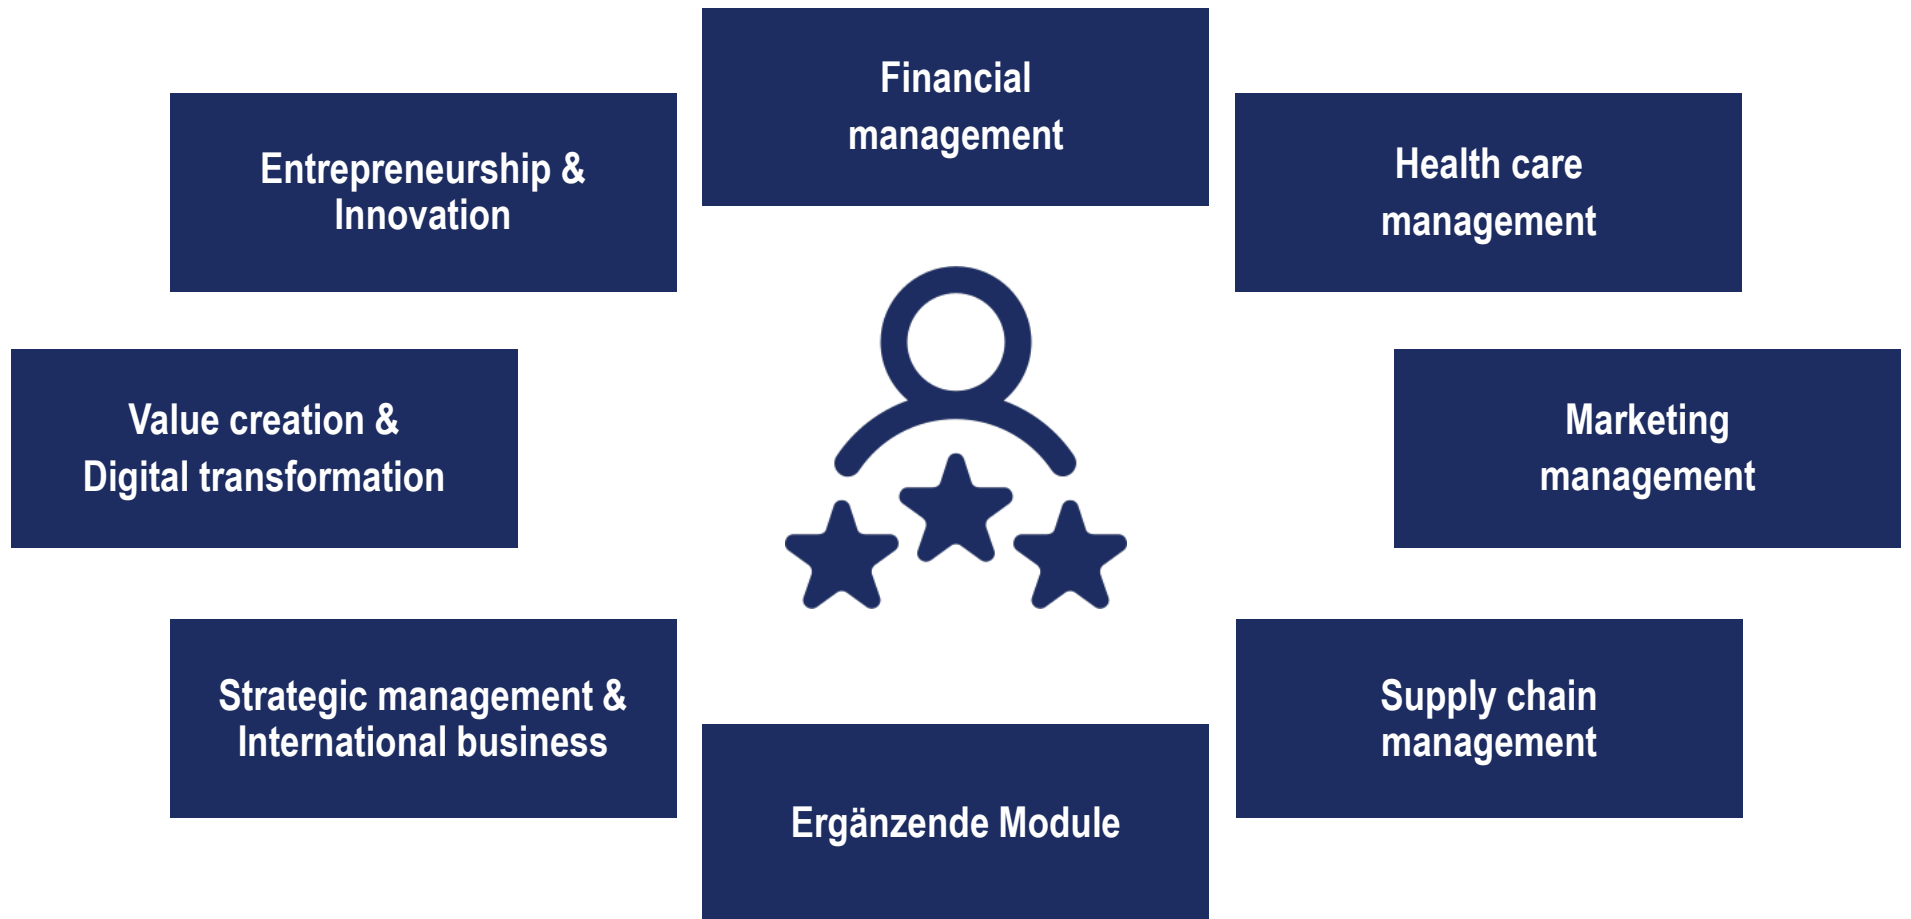 Financial
management
Entrepreneurship &
Innovation
Health care
management
Value creation &
Digital transformation
Marketing
management
Strategic management &
International business
Supply chain
management
Ergänzende Module